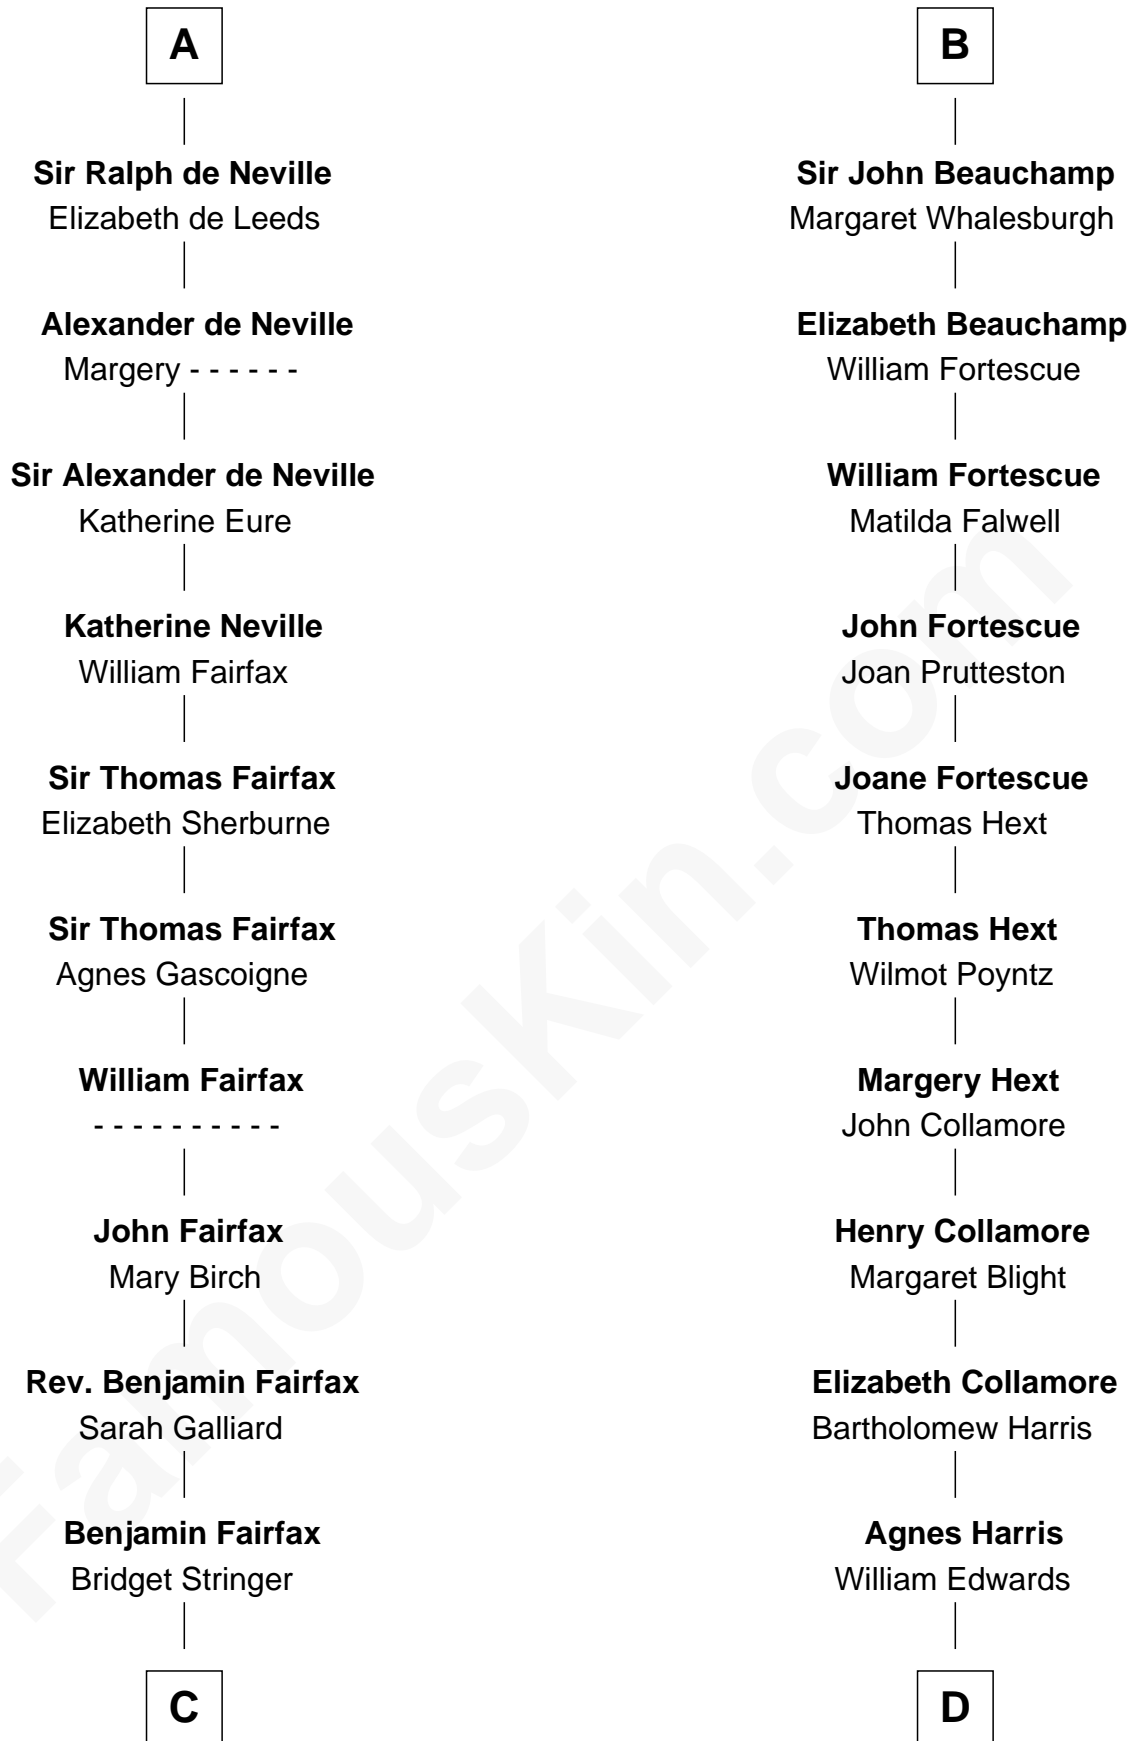 A
Sir Ralph de Neville
Elizabeth de Leeds
Alexander de Neville
Margery - - - - - -
Sir Alexander de Neville
Katherine Eure
Katherine Neville
William Fairfax
Sir Thomas Fairfax
Elizabeth Sherburne
Sir Thomas Fairfax
Agnes Gascoigne
William Fairfax
- - - - - - - - - -
John Fairfax
Mary Birch
Rev. Benjamin Fairfax
Sarah Galliard
Benjamin Fairfax
Bridget Stringer
C
B
Sir John Beauchamp
Margaret Whalesburgh
Elizabeth Beauchamp
William Fortescue
William Fortescue
Matilda Falwell
John Fortescue
Joan Prutteston
Joane Fortescue
Thomas Hext
Thomas Hext
Wilmot Poyntz
Margery Hext
John Collamore
Henry Collamore
Margaret Blight
Elizabeth Collamore
Bartholomew Harris
Agnes Harris
William Edwards
D
FamousKin.com